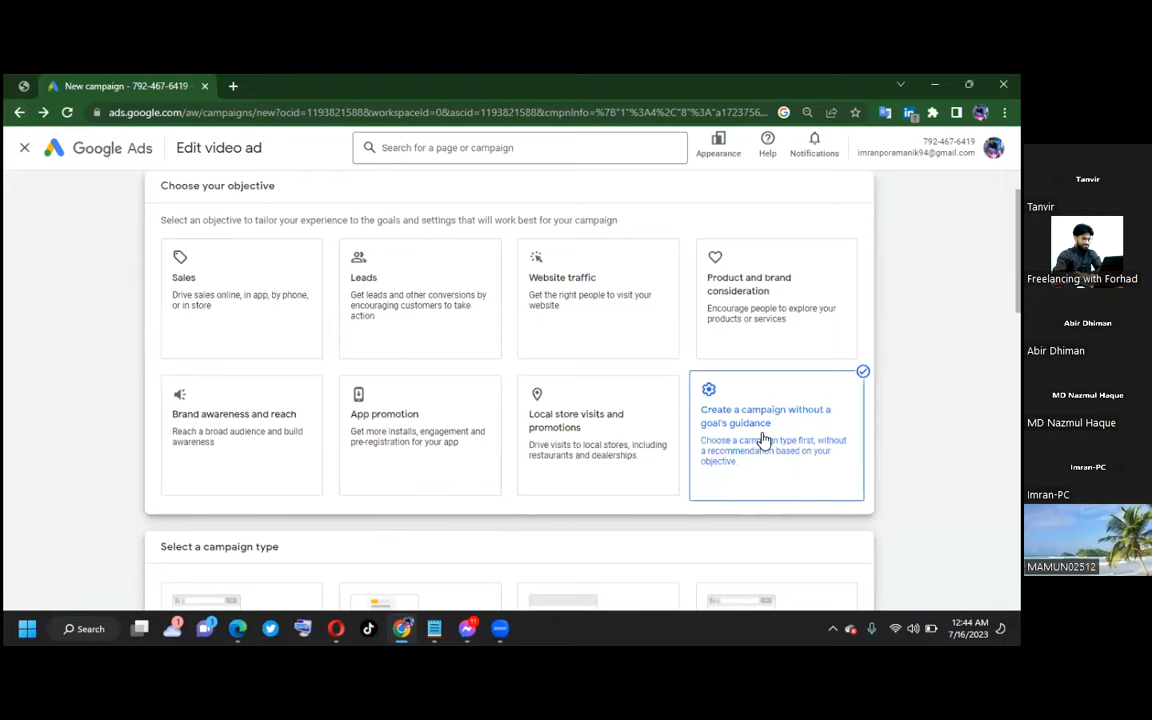 New campaign - 792-467-6419
ads.google.com/aw/campaigns/new?ocid=1193821588&workspaceId=0&ascid=1193821588&cmpnInfo=%7B"1"%3A4%2C"8"%3A"a1723756...
Google Ads
Edit video ad
Search for a page or campaign
Appearance
Help
Notifications
792-467-6419
imranporamanik94@gmail.com
Choose your objective
Select an objective to tailor your experience to the goals and settings that will work best for your campaign
Sales
Drive sales online, in app, by phone,
or in store
Leads
Get leads and other conversions by
encouraging customers to take
action
Website traffic
Get the right people to visit your
website
Product and brand
consideration
Encourage people to explore your
products or services
Brand awareness and reach
Reach a broad audience and build
awareness
App promotion
Get more installs, engagement and
pre-registration for your app
Local store visits and
promotions
Drive visits to local stores, including
restaurants and dealerships.
Create a campaign without a
goal's guidance
Choose a campaign type first, without
a recommendation based on your
objective.
Select a campaign type
Search
12:44 AM
7/16/2023
Tanvir
Tanvir
Freelancing with Forhad
Abir Dhiman
Abir Dhiman
MD Nazmul Haque
MD Nazmul Haque
Imran-PC
Imran-PC
MAMUN02512